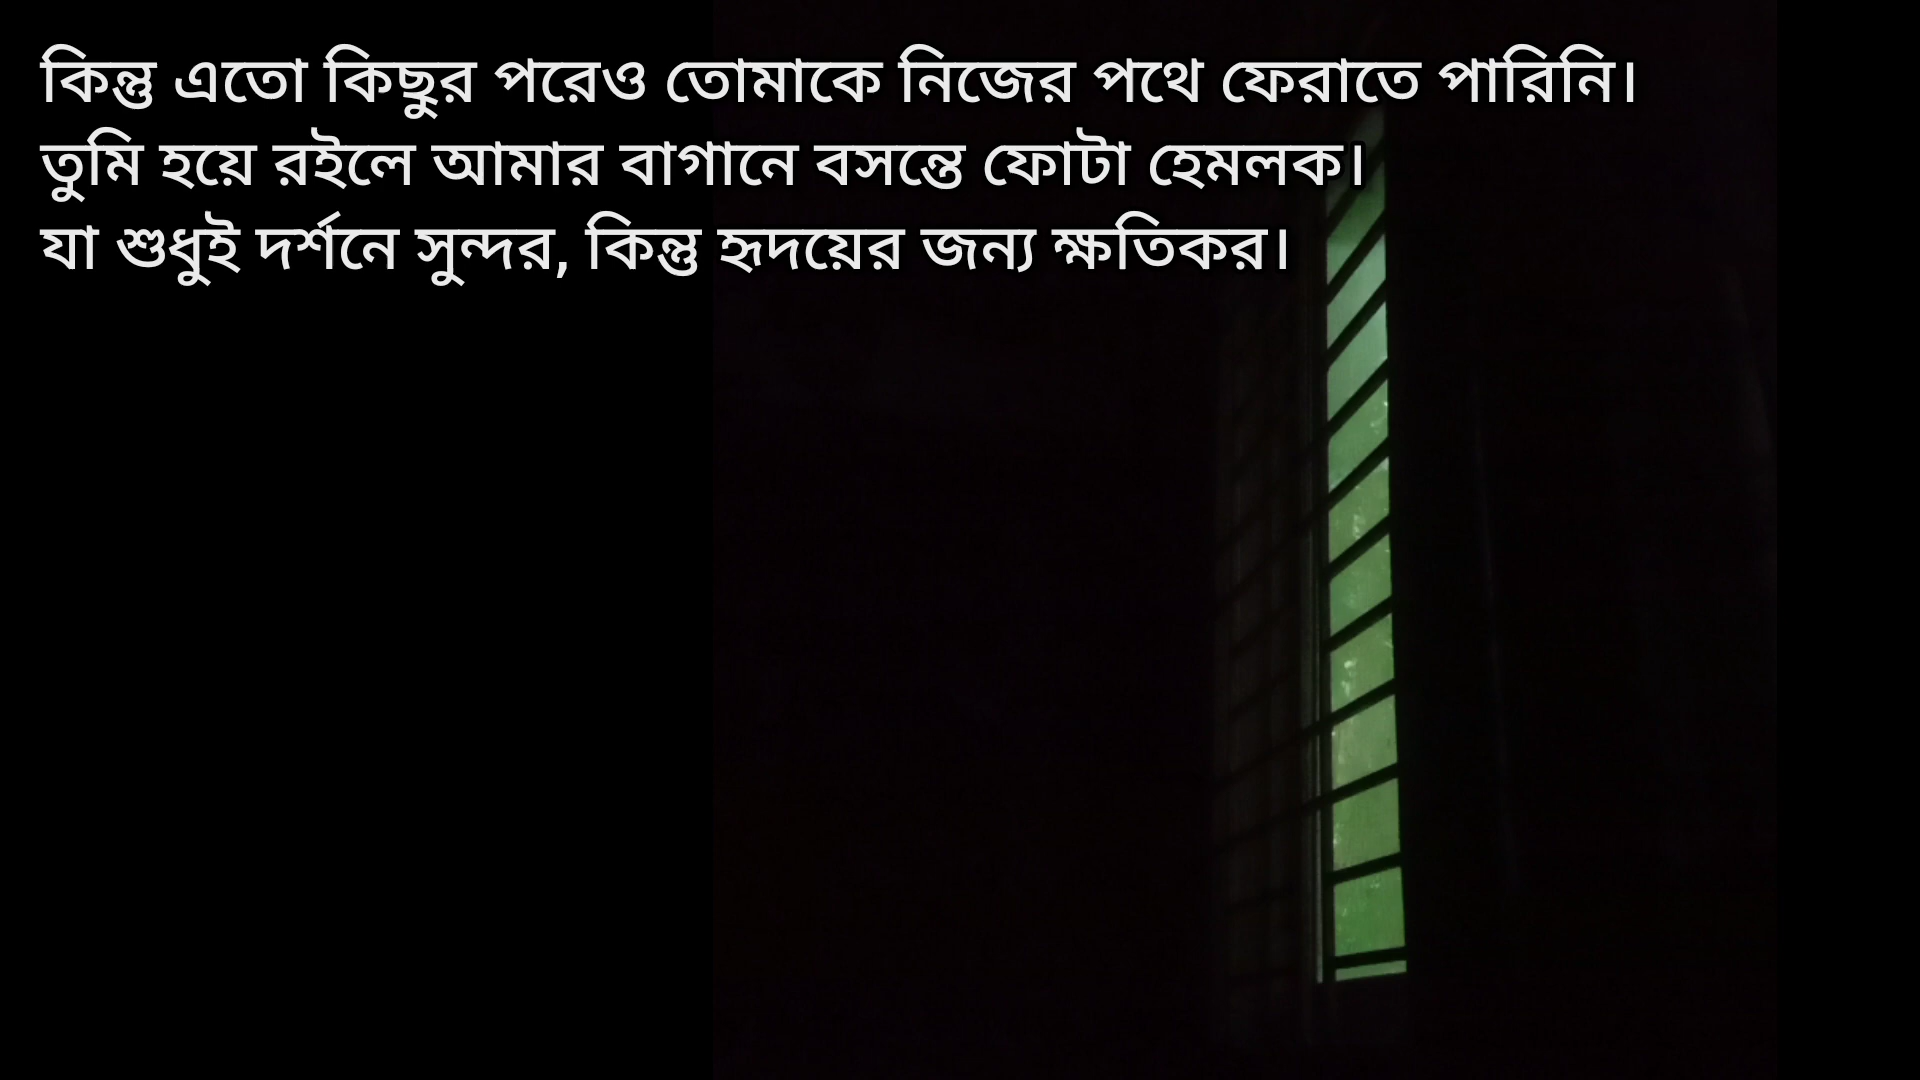 কিন্তু এতো কিছুর পরেও তোমাকে নিজের পথে ফেরাতে পারিনি।
তুমি হয়ে রইলে আমার বাগানে বসন্তে ফোটা হেমলক।
যা শুধুই দর্শনে সুন্দর, কিন্তু হৃদয়ের জন্য ক্ষতিকর।